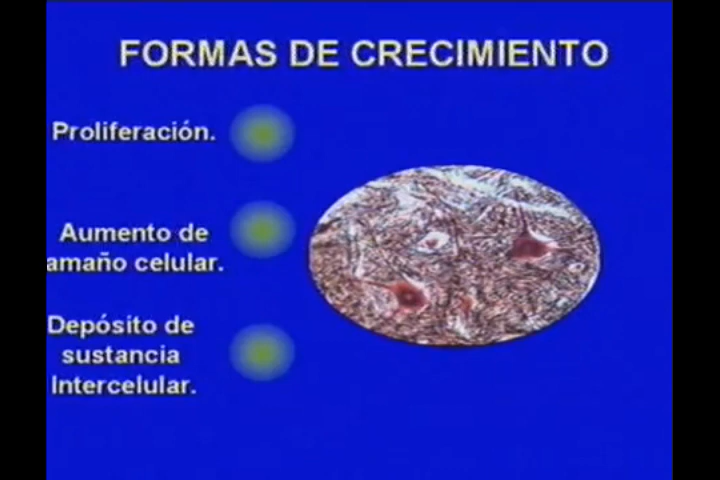 FORMAS DE CRECIMIENTO
Proliferación.
Aumento de
amaño celular.
Depósito de
sustancia
Intercelular.